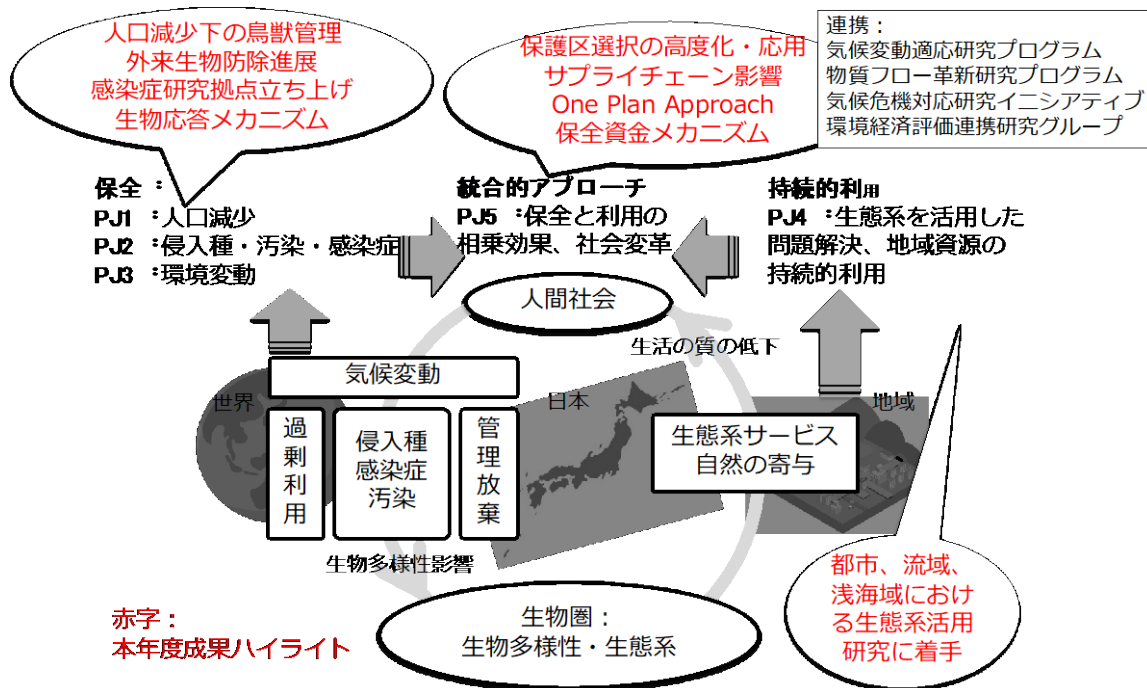 人口減少下の鳥獣管理
外来生物防除進展
感染症研究拠点立ち上げ
生物応答メカニズム
保護区選択の高度化・応用
サプライチェーン影響
One Plan Approach
保全資金メカニズム
連携：
気候変動適応研究プログラム
物質フロー革新研究プログラム
気候危機対応研究イニシアティブ
環境経済評価連携研究グループ
保全：
PJ1：人口減少
PJ2：侵入種・汚染・感染症
PJ3：環境変動
統合的アプローチ
PJ5：保全と利用の
相乗効果、社会変革
持続的利用
PJ4：生態系を活用した
問題解決、地域資源の
持続的利用
人間社会
生活の質の低下
気候変動
世界
日本
地域
過剰利用
侵入種
感染症
汚染
管理放棄
生態系サービス
自然の寄与
生物多様性影響
生物圏：
生物多様性・生態系
都市、流域、
浅海域におけ
る生態系活用
研究に着手
赤字：
本年度成果ハイライト